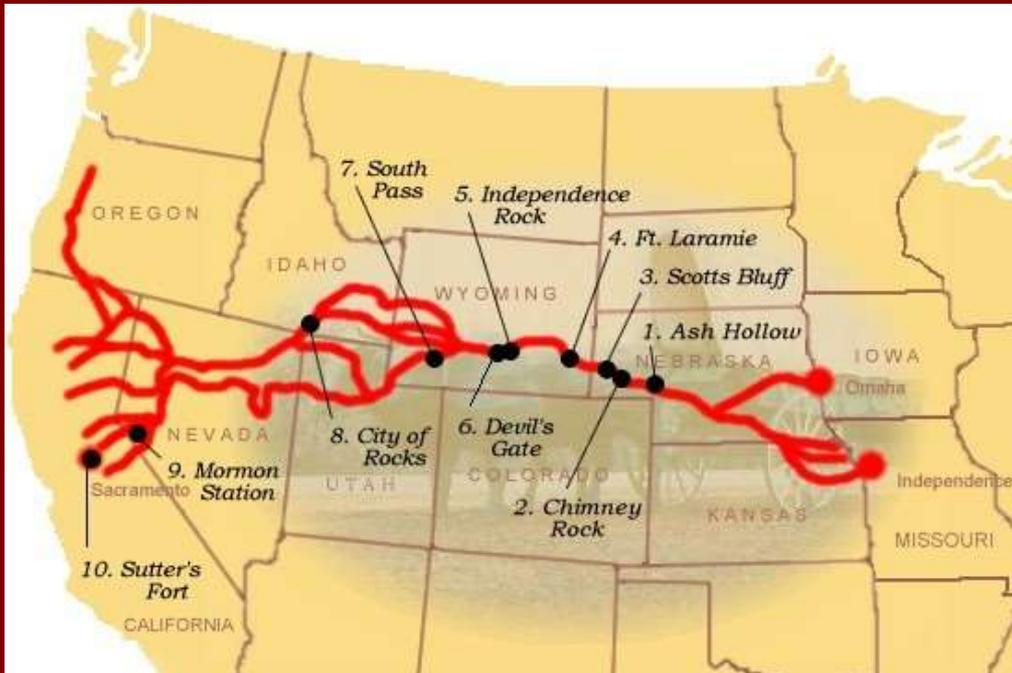 7. South
Pass
5. Independence
Rock
OREGON
4. Ft. Laramie
IDAHO
3. Scotts Bluff
WYOMING
1. Ash Hollow
NEBRASKA
IOWA
Omaha
6. Devil's
Gate
8. City of
Rocks
NEVADA
9. Mormon
Station
COLORADO
UTAH
Sacramento
Independence
2. Chimney
Rock
KANSAS
MISSOURI
10. Sutter's
Fort
CALIFORNIA